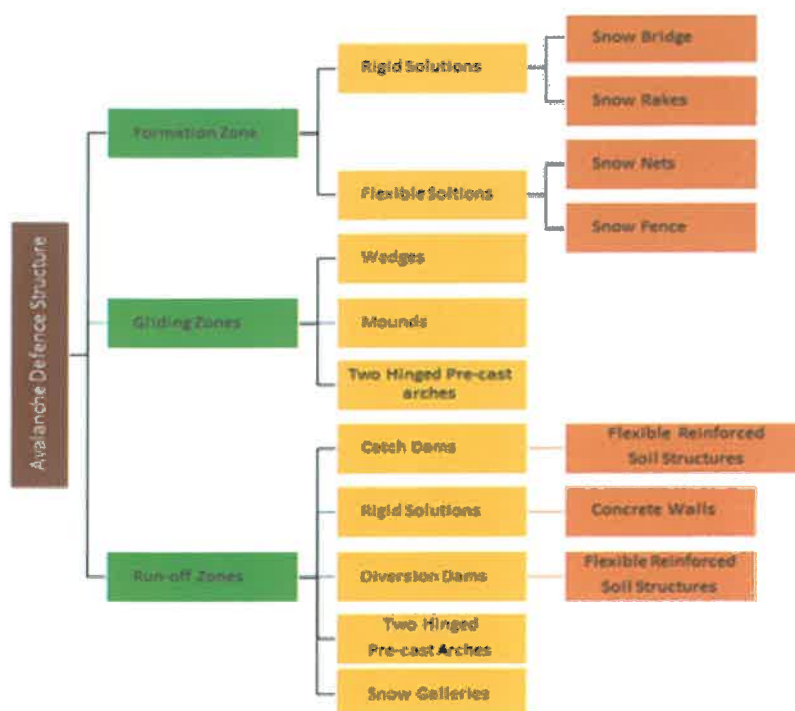 Avalanche Defence Structure
Formation Zone
Rigid Solutions
Snow Bridge
Snow Rakes
Flexible Soltions
Snow Nets
Snow Fence
Gliding Zones
Wedges
Mounds
Two Hinged Pre-cast
arches
Run-off Zones
Catch Dams
Flexible Reinforced
Soil Structures
Rigid Solutions
Concrete Walls
Diversion Dams
Flexible Reinforced
Soil Structures
Two Hinged
Pre-cast Arches
Snow Galleries